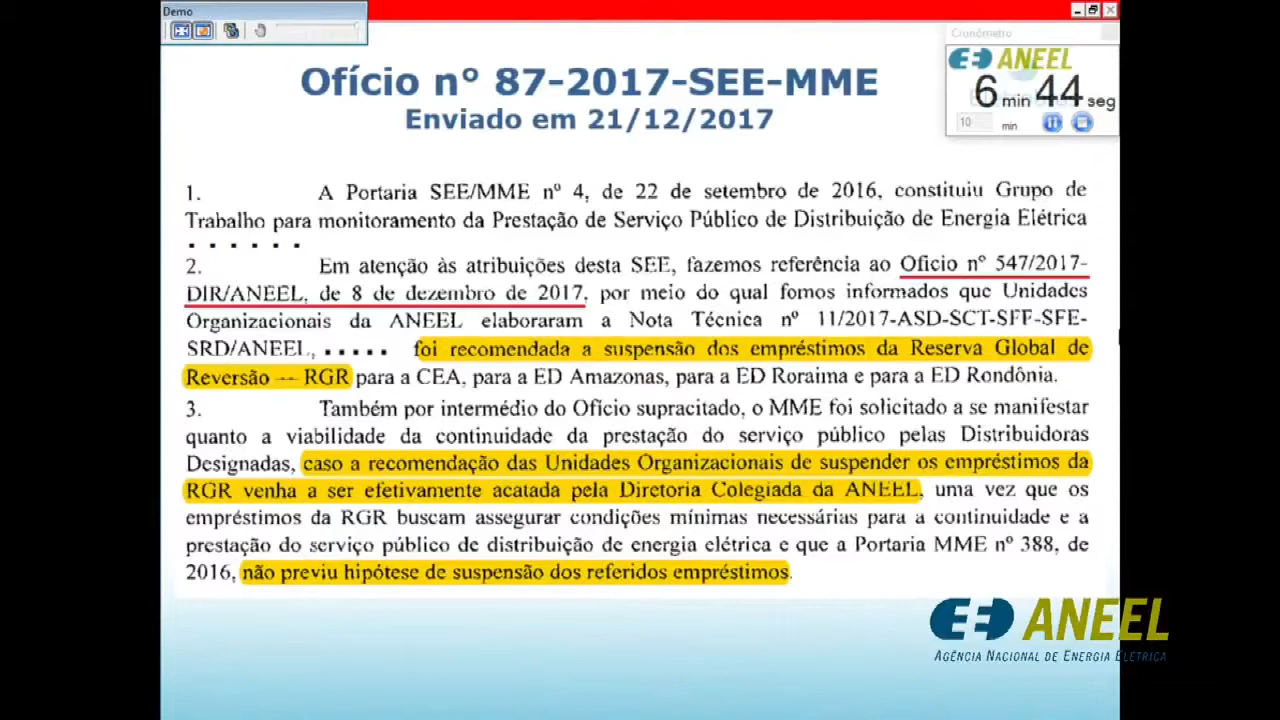 Demo
Cronômetro
ANEEL
6 min 44 seg
10 min
Ofício n° 87-2017-SEE-MME
Enviado em 21/12/2017
1. A Portaria SEE/MME nº 4, de 22 de setembro de 2016, constituiu Grupo de
Trabalho para monitoramento da Prestação de Serviço Público de Distribuição de Energia Elétrica
. . . . . .
2. Em atenção às atribuições desta SEE, fazemos referência ao Oficio nº 547/2017-
DIR/ANEEL, de 8 de dezembro de 2017, por meio do qual fomos informados que Unidades
Organizacionais da ANEEL elaboraram a Nota Técnica nº 11/2017-ASD-SCT-SFF-SFE-
SRD/ANEEL, ..... foi recomendada a suspensão dos empréstimos da Reserva Global de
Reversão — RGR para a CEA, para a ED Amazonas, para a ED Roraima e para a ED Rondônia.
3. Também por intermédio do Ofício supracitado, o MME foi solicitado a se manifestar
quanto a viabilidade da continuidade da prestação do serviço público pelas Distribuidoras
Designadas, caso a recomendação das Unidades Organizacionais de suspender os empréstimos da
RGR venha a ser efetivamente acatada pela Diretoria Colegiada da ANEEL, uma vez que os
empréstimos da RGR buscam assegurar condições mínimas necessárias para a continuidade e a
prestação do serviço público de distribuição de energia elétrica e que a Portaria MME nº 388, de
2016, não previu hipótese de suspensão dos referidos empréstimos.
ANEEL
AGÊNCIA NACIONAL DE ENERGIA ELÉTRICA